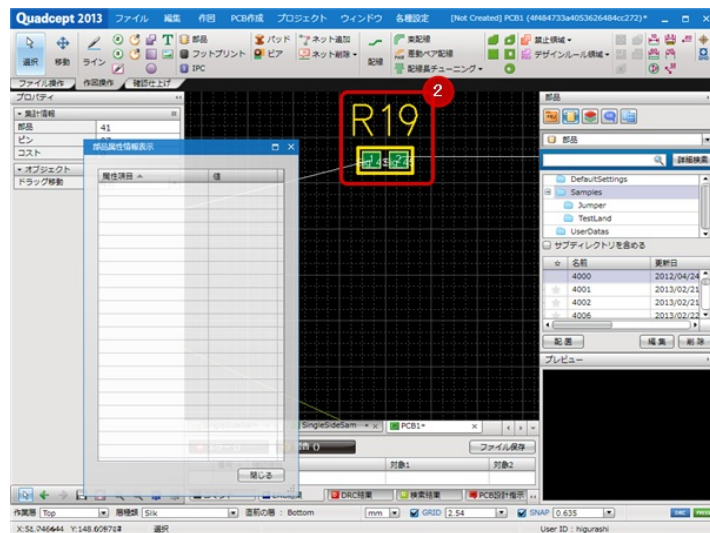 Quadcept 2013 ファイル 編集 作図 PCB作成 プロジェクト ウィンドウ 各種設定 [Not Created] PCB1 (4f484733a4053626484cc272)*
選択 移動 ライン 部品 フットプリント IPC パッド ビア ネット追加 ネット削除 配線 束配線 差動ペア配線 配線長チューニング 禁止領域 デザインルール領域
ファイル操作 作図操作 確認仕上げ
プロパティ
集計情報
部品 41
ピン
コスト
オブジェクト
ドラッグ移動
部品属性情報表示
属性項目 値
閉じる
2
R19
部品
部品
詳細検索
DefaultSettings
Samples
Jumper
TestLand
UserDatas
サブディレクトリを含める
名前 更新日
4000 2012/04/24
4001 2013/02/21
4002 2013/02/21
4006 2013/02/22
配置 編集 削除
プレビュー
SingleSideSam PCB1*
ファイル保存
対象1 対象2
DRC結果 検索結果 PCB設計指示
作業層 Top 層種類 Silk 直前の層 : Bottom mm GRID 2.54 SNAP 0.635 DRC
選択 User ID : higurashi